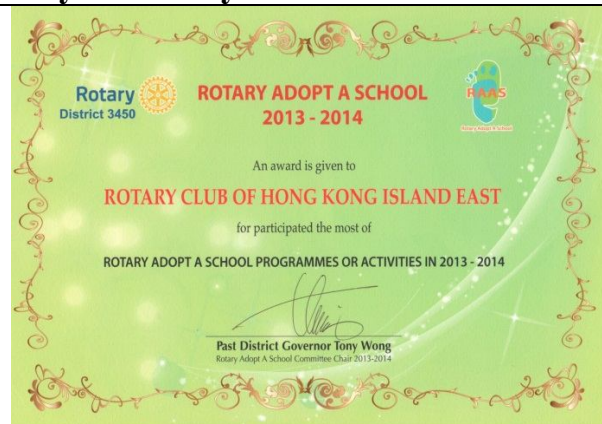 Rotary
District 3450
ROTARY ADOPT A SCHOOL
2013 - 2014
RAAS
Rotary Adopt A School
An award is given to
ROTARY CLUB OF HONG KONG ISLAND EAST
for participated the most of
ROTARY ADOPT A SCHOOL PROGRAMMES OR ACTIVITIES IN 2013 - 2014
Past District Governor Tony Wong
Rotary Adopt A School Committee Chair 2013-2014